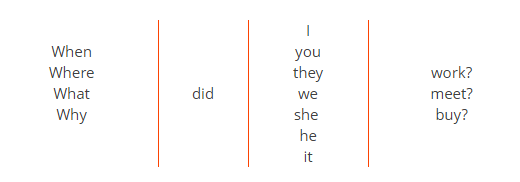 When
Where
What
Why
did
I
you
they
we
she
he
it
work?
meet?
buy?